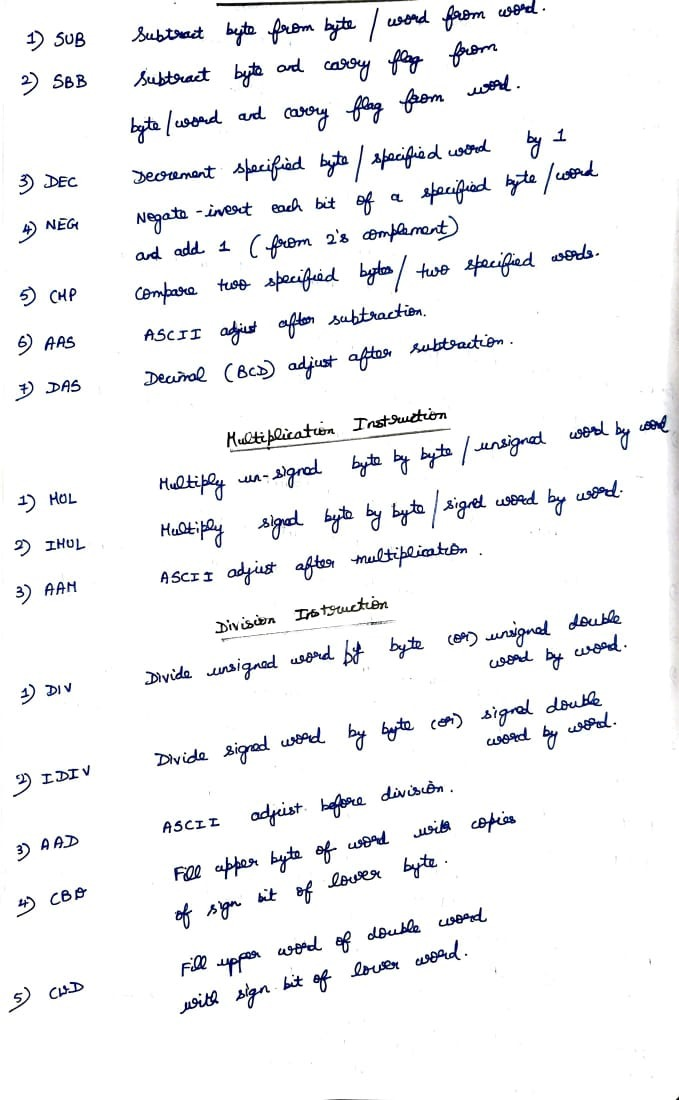 1) SUB Subtract byte from byte / word from word.
2) SBB Subtract byte and carry flag from
byte/word and carry flag from word.
3) DEC Decrement specified byte / specified word by 1
4) NEG Negate - invert each bit of a specified byte / word
and add 1 (from 2's complement)
5) CMP Compare two specified bytes / two specified words.
6) AAS ASCII adjust after subtraction.
7) DAS Decimal (BCD) adjust after subtraction.
Multiplication Instruction
1) MUL Multiply un-signed byte by byte / unsigned word by word
2) IMUL Multiply signed byte by byte / signed word by word.
3) AAM ASCII adjust after multiplication.
Division Instruction
1) DIV Divide unsigned word by byte (or) unsigned double
word by word.
2) IDIV Divide signed word by byte (or) signed double
word by word.
3) AAD ASCII adjust before division.
4) CBD Fill upper byte of word with copies
of sign bit of lower byte.
5) CWD Fill upper word of double word
with sign bit of lower word.